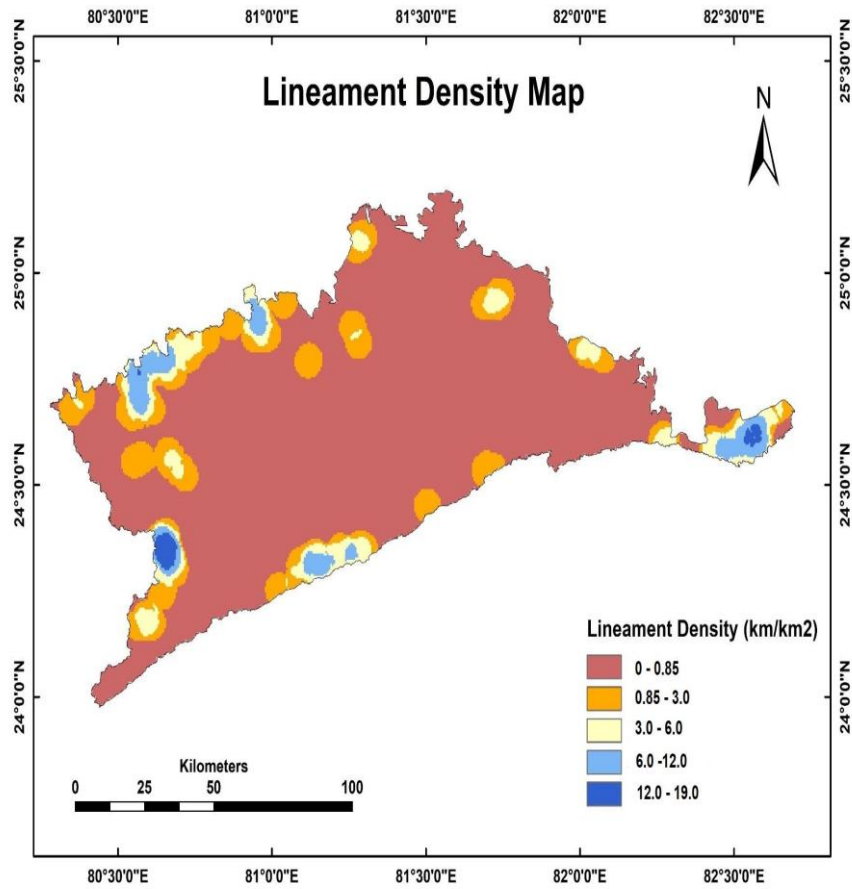 80°30'0"E 81°0'0"E 81°30'0"E 82°0'0"E 82°30'0"E
25°30'0"N 25°30'0"N
Lineament Density Map
N
25°0'0"N 25°0'0"N
24°30'0"N 24°30'0"N
Lineament Density (km/km2)
0 - 0.85
0.85 - 3.0
3.0 - 6.0
6.0 -12.0
12.0 - 19.0
24°0'0"N 24°0'0"N
Kilometers
0 25 50 100
80°30'0"E 81°0'0"E 81°30'0"E 82°0'0"E 82°30'0"E